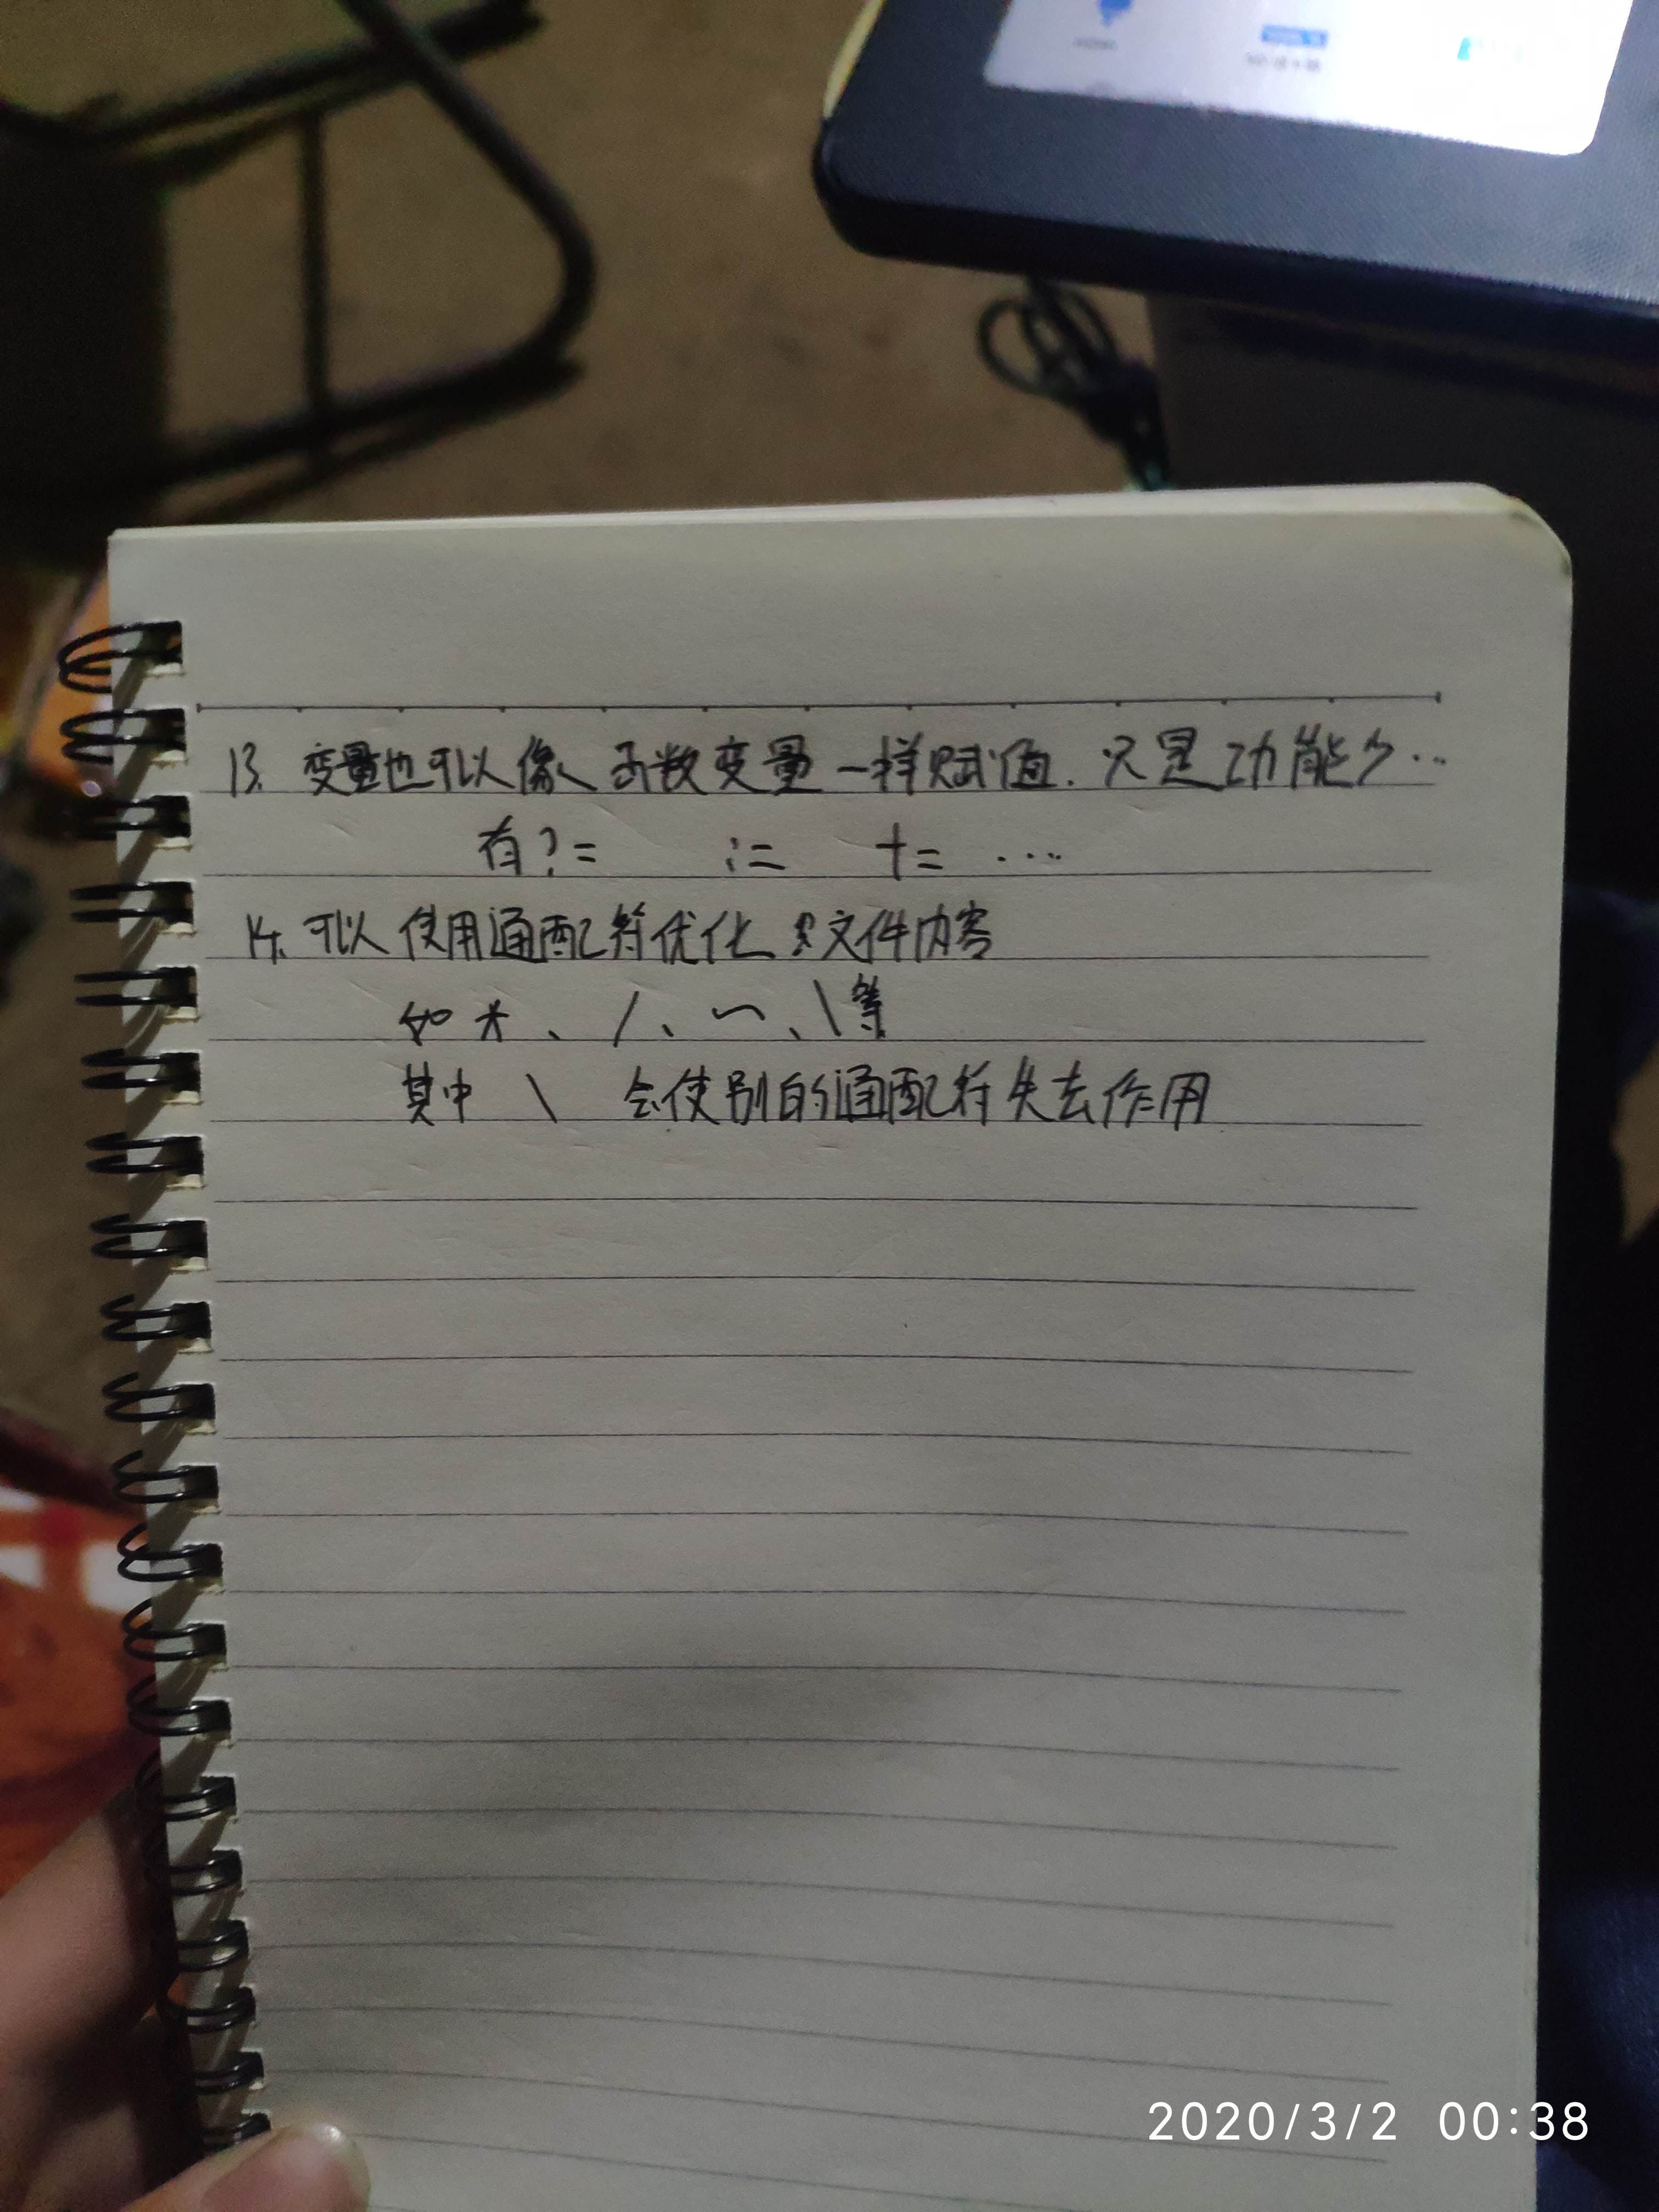 13. 变量也可以像函数变量一样赋值.只是功能少…
有?= := += …
14. 可以使用通配符优化 文件内容
如 *、/、~、\等
其中 \ 会使别的通配符失去作用
2020/3/2 00:38